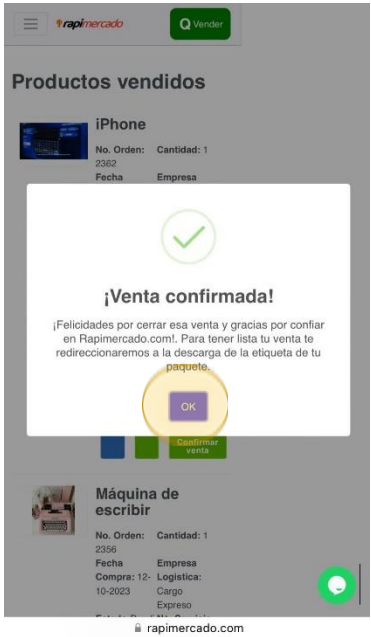 rapimercado
Vender
Productos vendidos
iPhone
No. Orden: Cantidad: 1
2362
Fecha Empresa
¡Venta confirmada!
¡Felicidades por cerrar esa venta y gracias por confiar
en Rapimercado.com!. Para tener lista tu venta te
redireccionaremos a la descarga de la etiqueta de tu
paquete.
OK
Confirmar
venta
Máquina de
escribir
No. Orden: Cantidad: 1
2356
Fecha Empresa
Compra: 12- Logistica:
10-2023 Cargo
Expreso
rapimercado.com